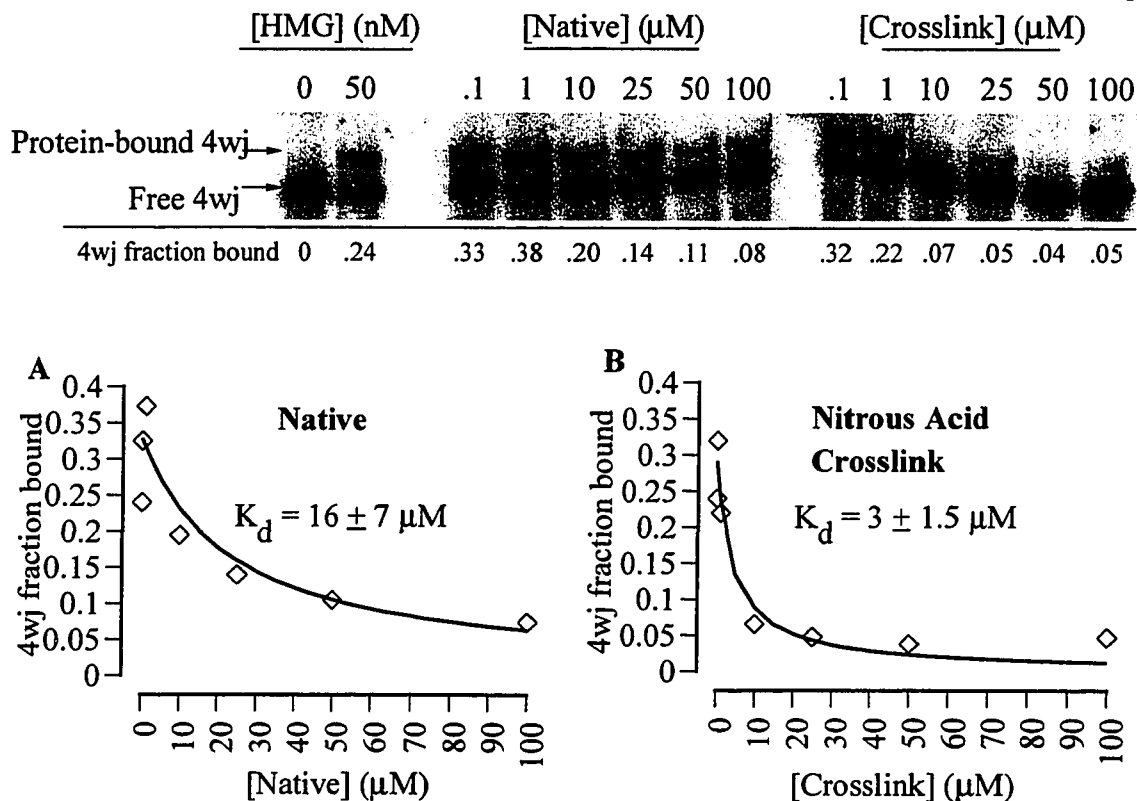 [HMG] (nM) [Native] (μM) [Crosslink] (μM)
0 50 .1 1 10 25 50 100 .1 1 10 25 50 100
Protein-bound 4wj
Free 4wj
4wj fraction bound 0 .24 .33 .38 .20 .14 .11 .08 .32 .22 .07 .05 .04 .05
A
Native
K_d = 16 ± 7 μM
4wj fraction bound
0.4
0.35
0.3
0.25
0.2
0.15
0.1
0.05
0
0 10 20 30 40 50 60 70 80 90 100
[Native] (μM)
B
Nitrous Acid
Crosslink
K_d = 3 ± 1.5 μM
4wj fraction bound
0.4
0.35
0.3
0.25
0.2
0.15
0.1
0.05
0
0 10 20 30 40 50 60 70 80 90 100
[Crosslink] (μM)